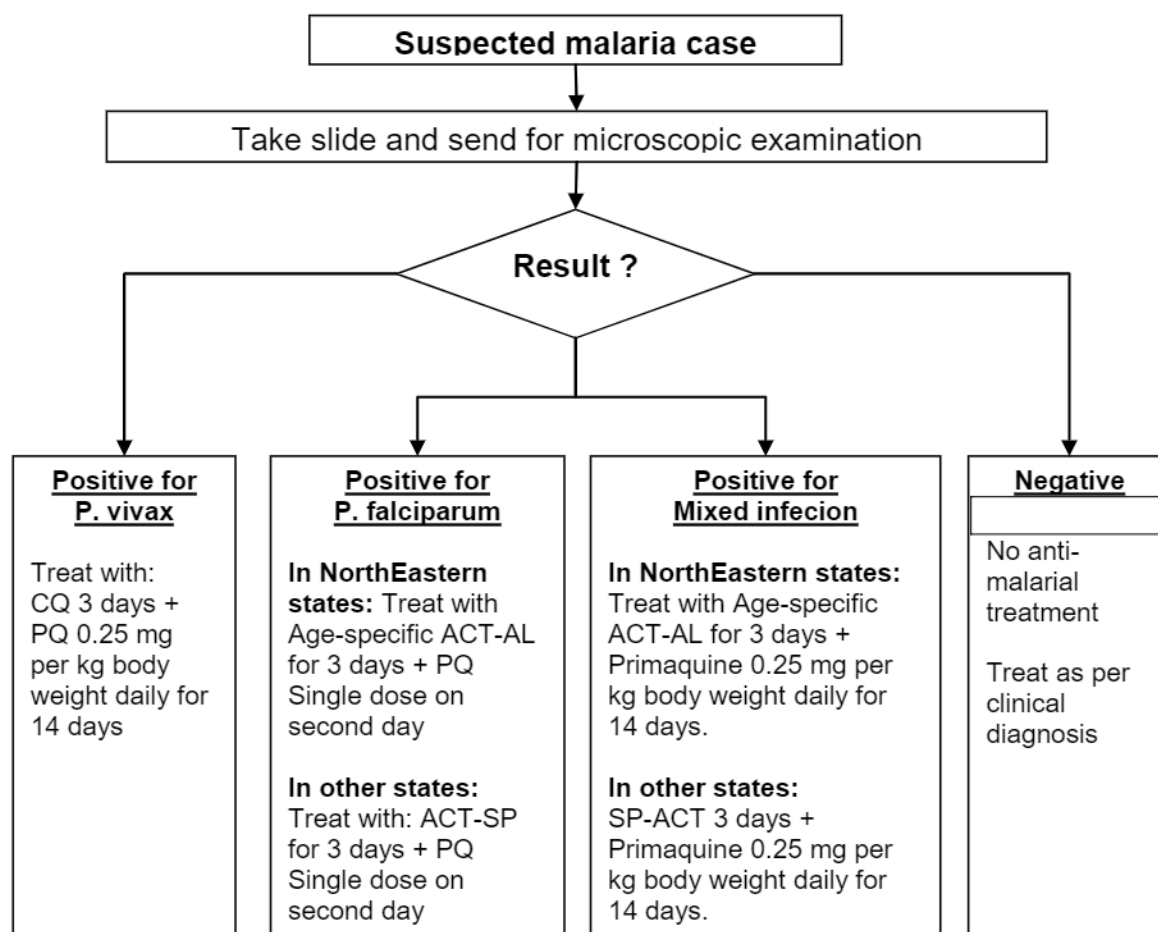 Suspected malaria case
Take slide and send for microscopic examination
Result ?
Positive for
P. vivax
Treat with:
CQ 3 days +
PQ 0.25 mg
per kg body
weight daily for
14 days
Positive for
P. falciparum
In NorthEastern
states: Treat with
Age-specific ACT-AL
for 3 days + PQ
Single dose on
second day
In other states:
Treat with: ACT-SP
for 3 days + PQ
Single dose on
second day
Positive for
Mixed infecion
In NorthEastern states:
Treat with Age-specific
ACT-AL for 3 days +
Primaquine 0.25 mg per
kg body weight daily for
14 days.
In other states:
SP-ACT 3 days +
Primaquine 0.25 mg per
kg body weight daily for
14 days.
Negative
No anti-
malarial
treatment
Treat as per
clinical
diagnosis